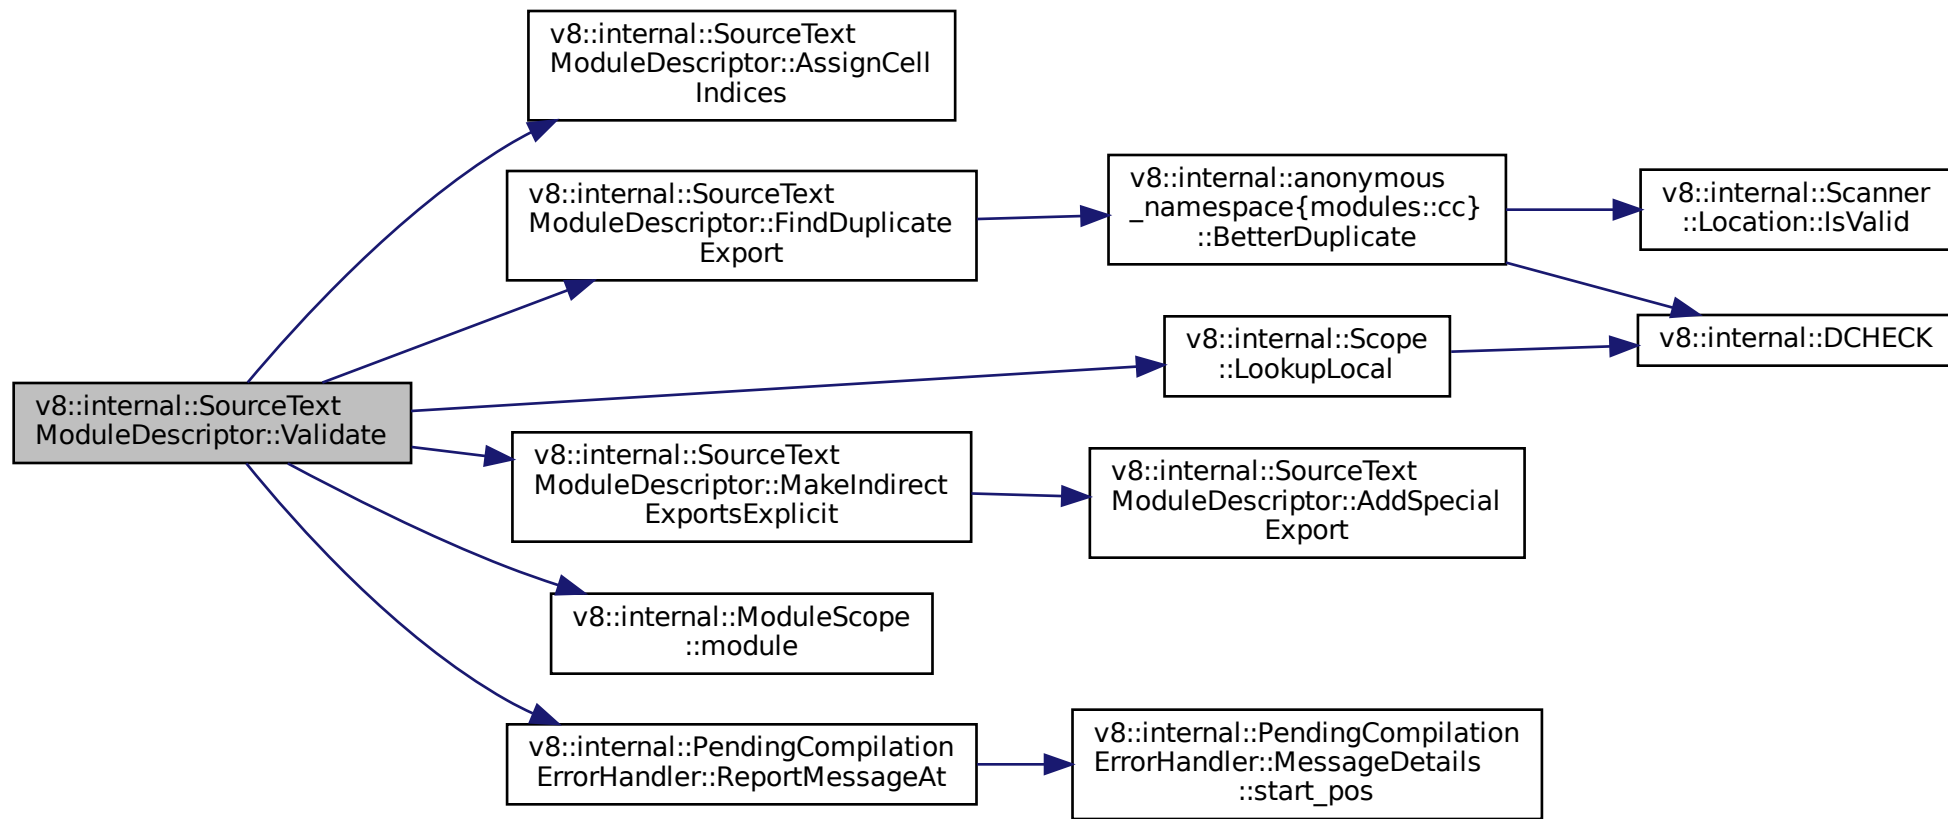 v8::internal::SourceText
ModuleDescriptor::Validate
v8::internal::SourceText
ModuleDescriptor::AssignCell
Indices
v8::internal::SourceText
ModuleDescriptor::FindDuplicate
Export
v8::internal::anonymous
_namespace{modules::cc}
::BetterDuplicate
v8::internal::Scanner
::Location::IsValid
v8::internal::DCHECK
v8::internal::Scope
::LookupLocal
v8::internal::SourceText
ModuleDescriptor::MakeIndirect
ExportsExplicit
v8::internal::SourceText
ModuleDescriptor::AddSpecial
Export
v8::internal::ModuleScope
::module
v8::internal::PendingCompilation
ErrorHandler::ReportMessageAt
v8::internal::PendingCompilation
ErrorHandler::MessageDetails
::start_pos